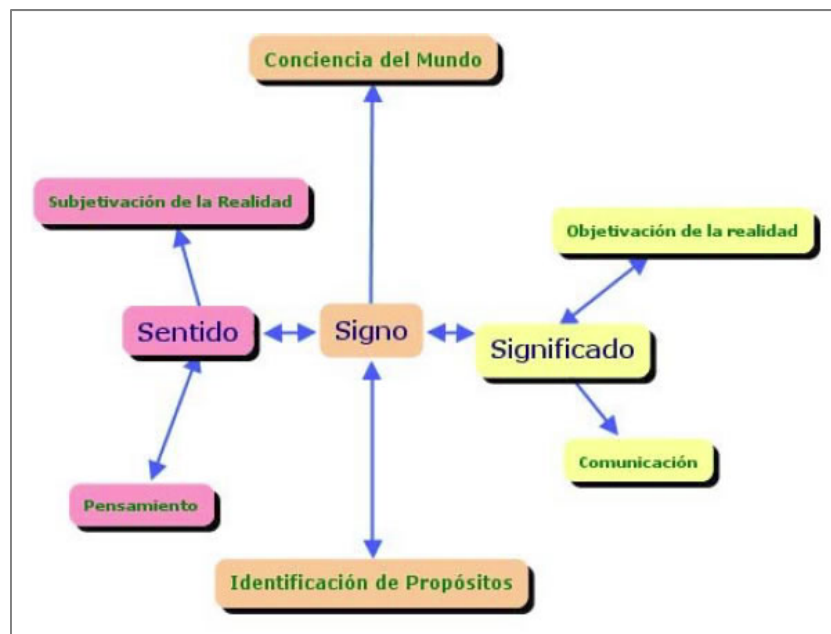 Conciencia del Mundo
Subjetivación de la Realidad
Objetivación de la realidad
Sentido
Signo
Significado
Comunicación
Pensamiento
Identificación de Propósitos